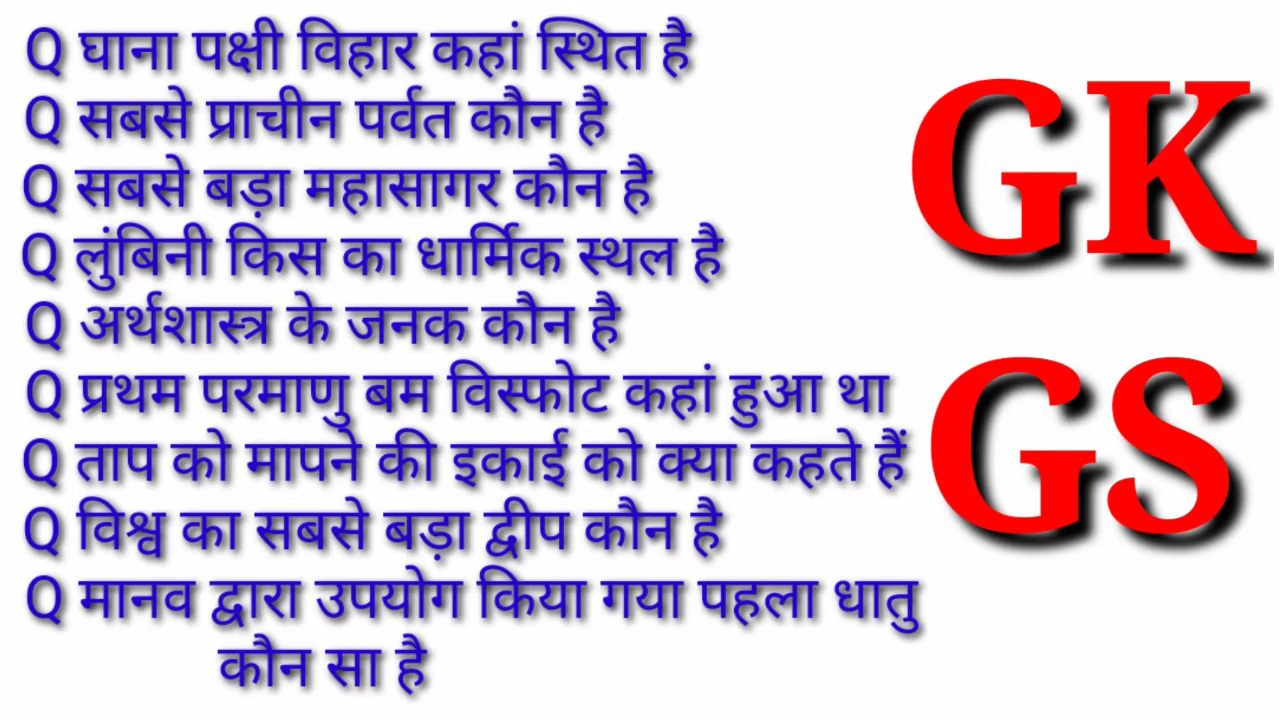 Q घाना पक्षी विहार कहां स्थित है
Q सबसे प्राचीन पर्वत कौन है
Q सबसे बड़ा महासागर कौन है
Q लुंबिनी किस का धार्मिक स्थल है
Q अर्थशास्त्र के जनक कौन है
Q प्रथम परमाणु बम विस्फोट कहां हुआ था
Q ताप को मापने की इकाई को क्या कहते हैं
Q विश्व का सबसे बड़ा द्वीप कौन है
Q मानव द्वारा उपयोग किया गया पहला धातु
कौन सा है
GK
GS